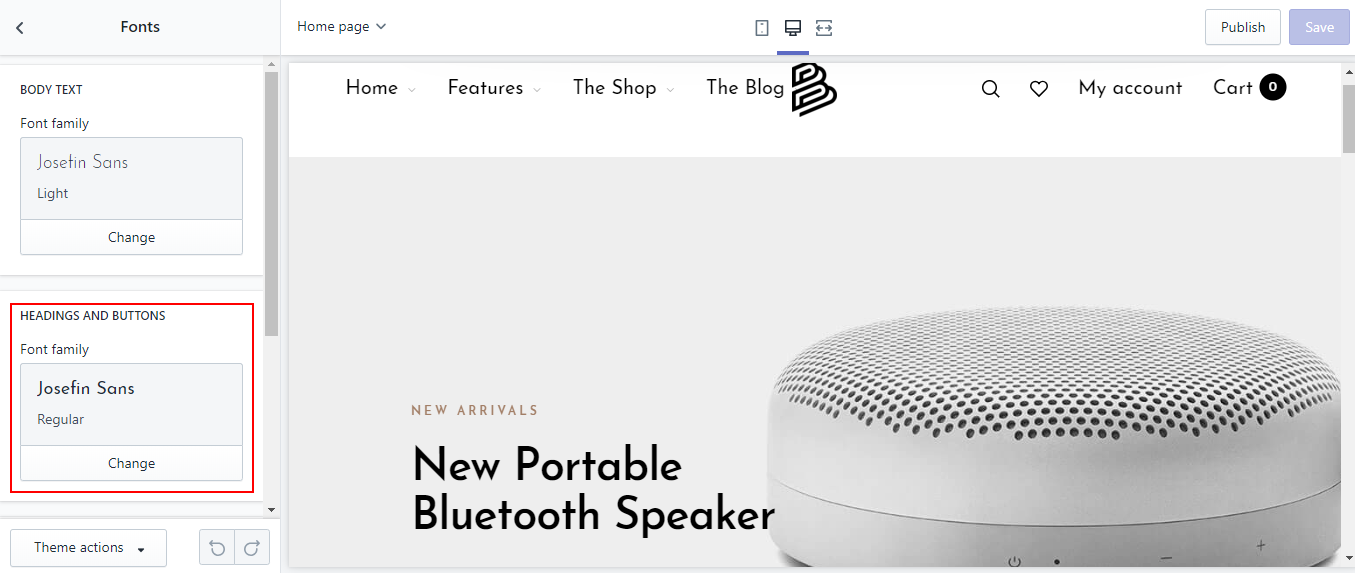 Fonts
Home page
Publish
Save
BODY TEXT
Font family
Josefin Sans
Light
Change
HEADINGS AND BUTTONS
Font family
Josefin Sans
Regular
Change
Theme actions
Home
Features
The Shop
The Blog
My account
Cart 0
NEW ARRIVALS
New Portable
Bluetooth Speaker